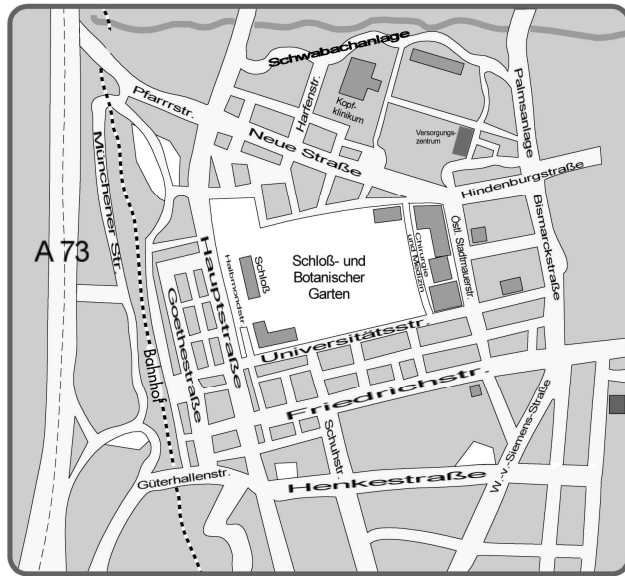 Schwabachanlage
Pfarrstr.
Harfenstr.
Kopf-
klinikum
Palmsanlage
Neue Straße
Versorgungs-
zentrum
Münchener Str.
Hindenburgstraße
A 73
Hauptstraße
Halbmondstr.
Schloß
Schloß- und
Botanischer
Garten
Chirurgie
und Medizin
Östl. Stadtmauerstr.
Bismarckstraße
Goethestraße
Bahnhof
Universitätsstr.
Friedrichstr.
Schuhstr.
Güterhallenstr.
Henkestraße
W.-v.-Siemens-Straße